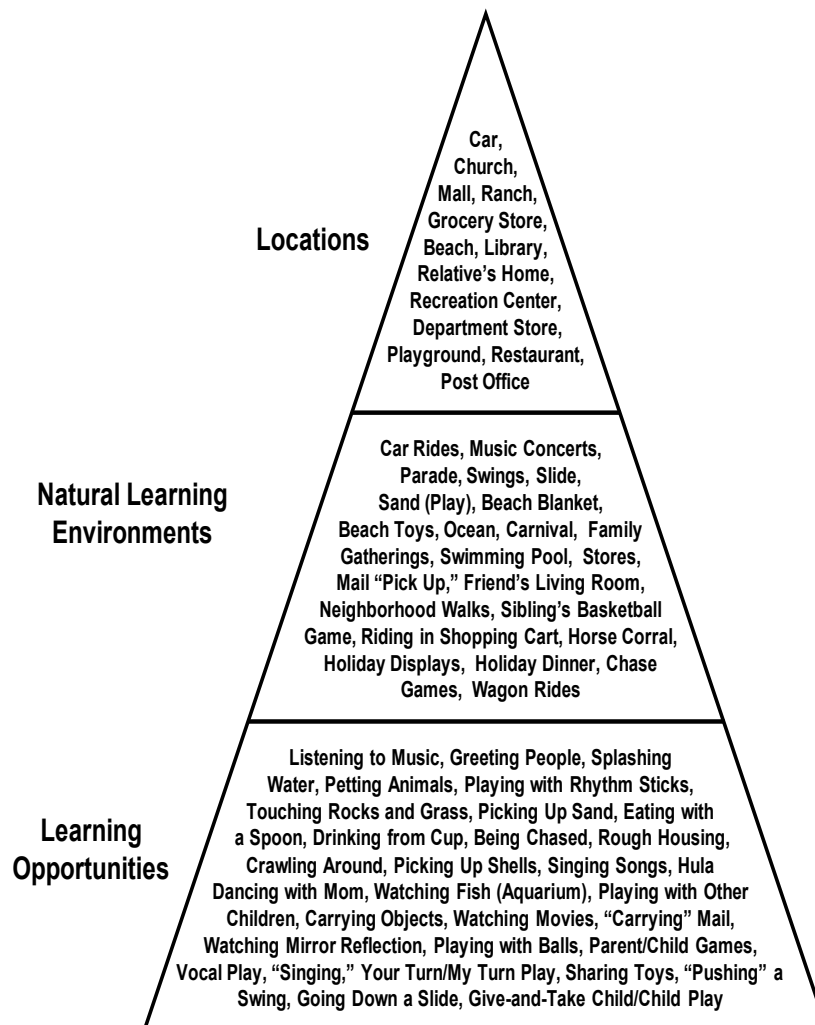 Car,
Church,
Mall, Ranch,
Grocery Store,
Beach, Library,
Relative's Home,
Recreation Center,
Department Store,
Playground, Restaurant,
Post Office
Locations
Car Rides, Music Concerts,
Parade, Swings, Slide,
Sand (Play), Beach Blanket,
Beach Toys, Ocean, Carnival, Family
Gatherings, Swimming Pool, Stores,
Mail “Pick Up,” Friend’s Living Room,
Neighborhood Walks, Sibling’s Basketball
Game, Riding in Shopping Cart, Horse Corral,
Holiday Displays, Holiday Dinner, Chase
Games, Wagon Rides
Natural Learning
Environments
Listening to Music, Greeting People, Splashing
Water, Petting Animals, Playing with Rhythm Sticks,
Touching Rocks and Grass, Picking Up Sand, Eating with
a Spoon, Drinking from Cup, Being Chased, Rough Housing,
Crawling Around, Picking Up Shells, Singing Songs, Hula
Dancing with Mom, Watching Fish (Aquarium), Playing with Other
Children, Carrying Objects, Watching Movies, “Carrying” Mail,
Watching Mirror Reflection, Playing with Balls, Parent/Child Games,
Vocal Play, “Singing,” Your Turn/My Turn Play, Sharing Toys, “Pushing” a
Swing, Going Down a Slide, Give-and-Take Child/Child Play
Learning
Opportunities